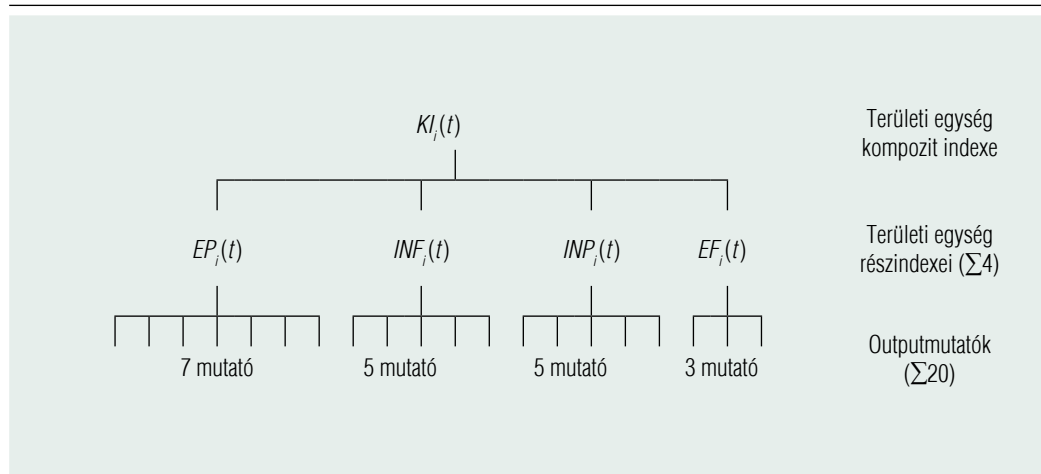 KI_i(t)
Területi egység
kompozit indexe
EP_i(t)
INF_i(t)
INP_i(t)
EF_i(t)
Területi egység
részindexei (∑4)
7 mutató
5 mutató
5 mutató
3 mutató
Outputmutatók
(∑20)